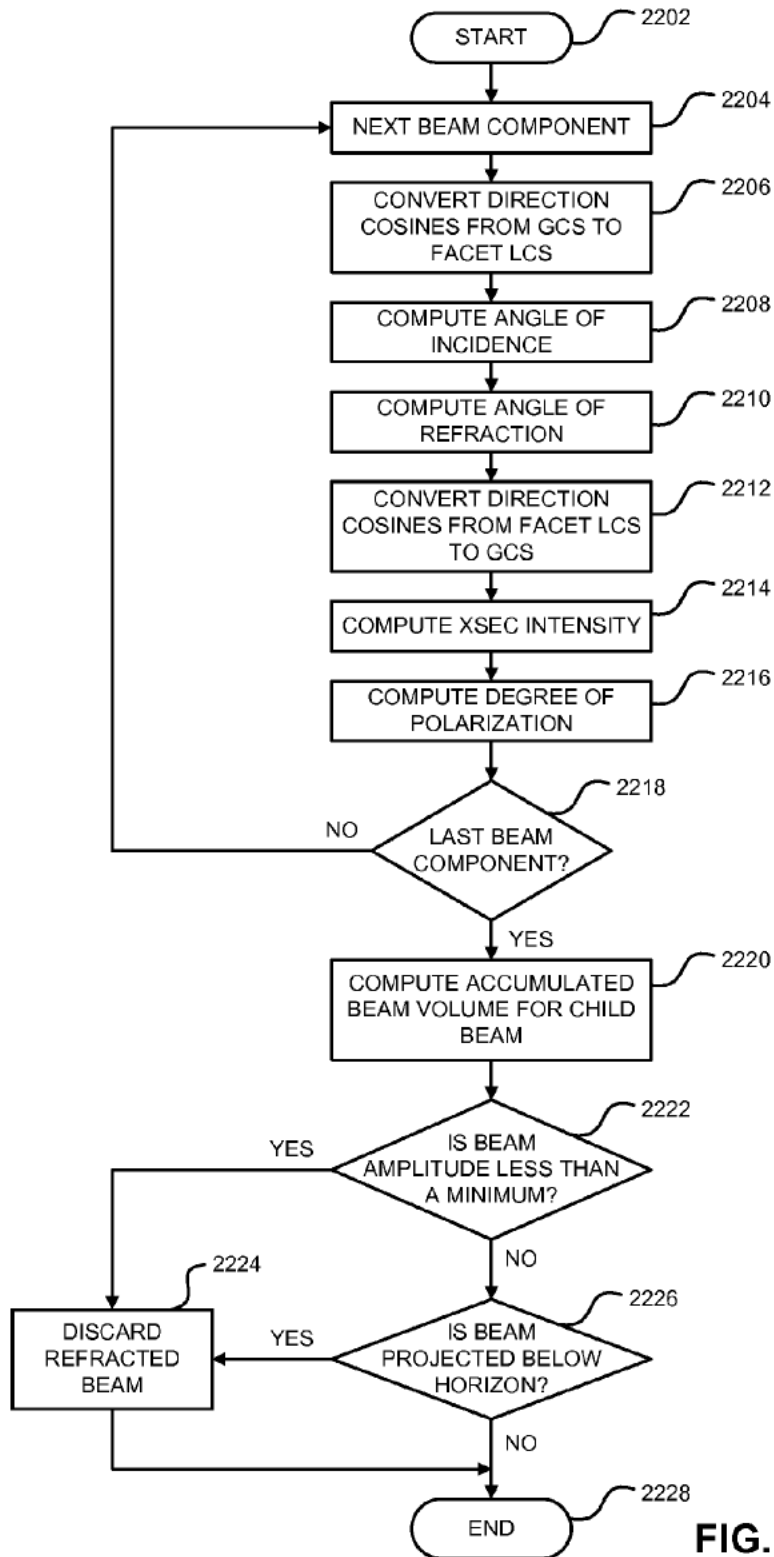 START
2202
NEXT BEAM COMPONENT
2204
CONVERT DIRECTION
COSINES FROM GCS TO
FACET LCS
2206
COMPUTE ANGLE OF
INCIDENCE
2208
COMPUTE ANGLE OF
REFRACTION
2210
CONVERT DIRECTION
COSINES FROM FACET LCS
TO GCS
2212
COMPUTE XSEC INTENSITY
2214
COMPUTE DEGREE OF
POLARIZATION
2216
LAST BEAM
COMPONENT?
2218
NO
YES
COMPUTE ACCUMULATED
BEAM VOLUME FOR CHILD
BEAM
2220
IS BEAM
AMPLITUDE LESS THAN
A MINIMUM?
2222
YES
NO
DISCARD
REFRACTED
BEAM
2224
YES
IS BEAM
PROJECTED BELOW
HORIZON?
2226
NO
END
2228
FIG.